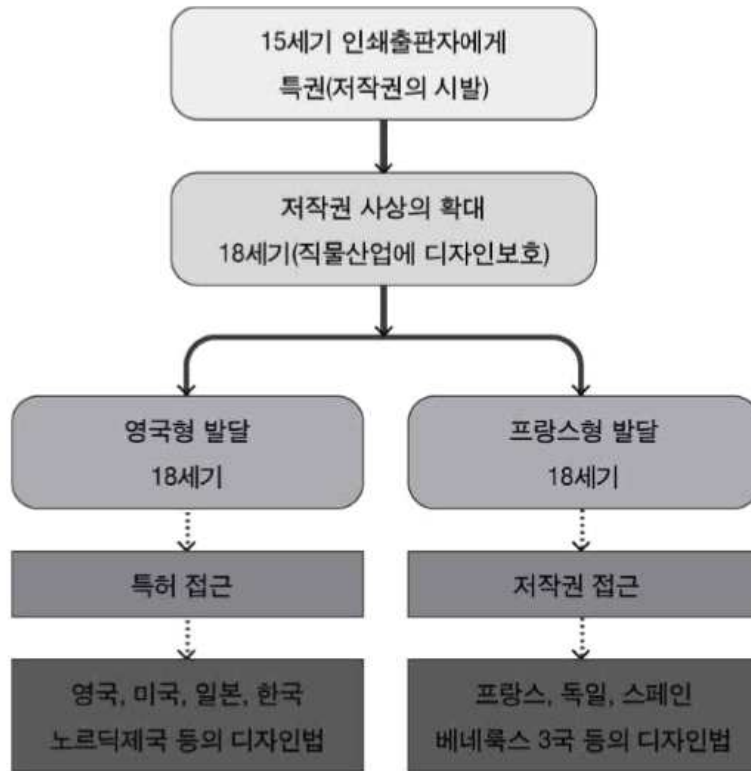 15세기 인쇄출판자에게
특권(저작권의 시발)
저작권 사상의 확대
18세기(직물산업에 디자인보호)
영국형 발달
18세기
프랑스형 발달
18세기
특허 접근
저작권 접근
영국, 미국, 일본, 한국
노르딕제국 등의 디자인법
프랑스, 독일, 스페인
베네룩스 3국 등의 디자인법